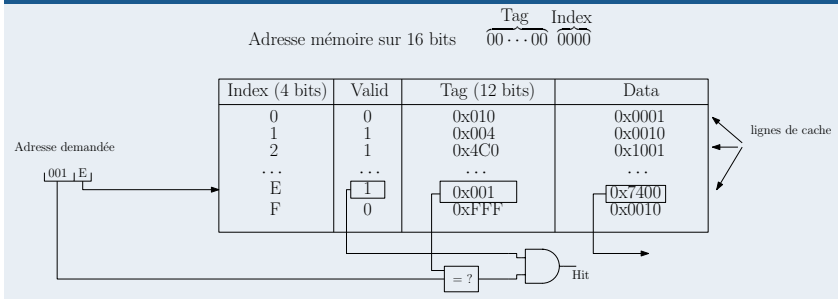 Tag Index
Adresse mémoire sur 16 bits 00···00 0000
Index (4 bits) Valid Tag (12 bits) Data
0 0 0x010 0x0001
1 1 0x004 0x0010
2 1 0x4C0 0x1001
... ... ... ...
E 1 0x001 0x7400
F 0 0xFFF 0x0010
lignes de cache
Adresse demandée
001 E
= ?
Hit